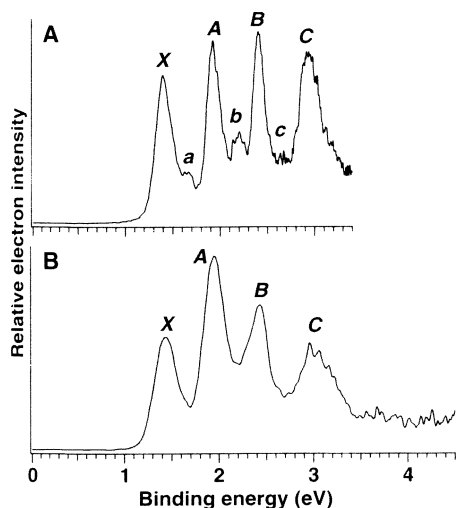 A
X
a
A
b
B
c
C
B
X
A
B
C
0
1
2
3
4
Relative electron intensity
Binding energy (eV)